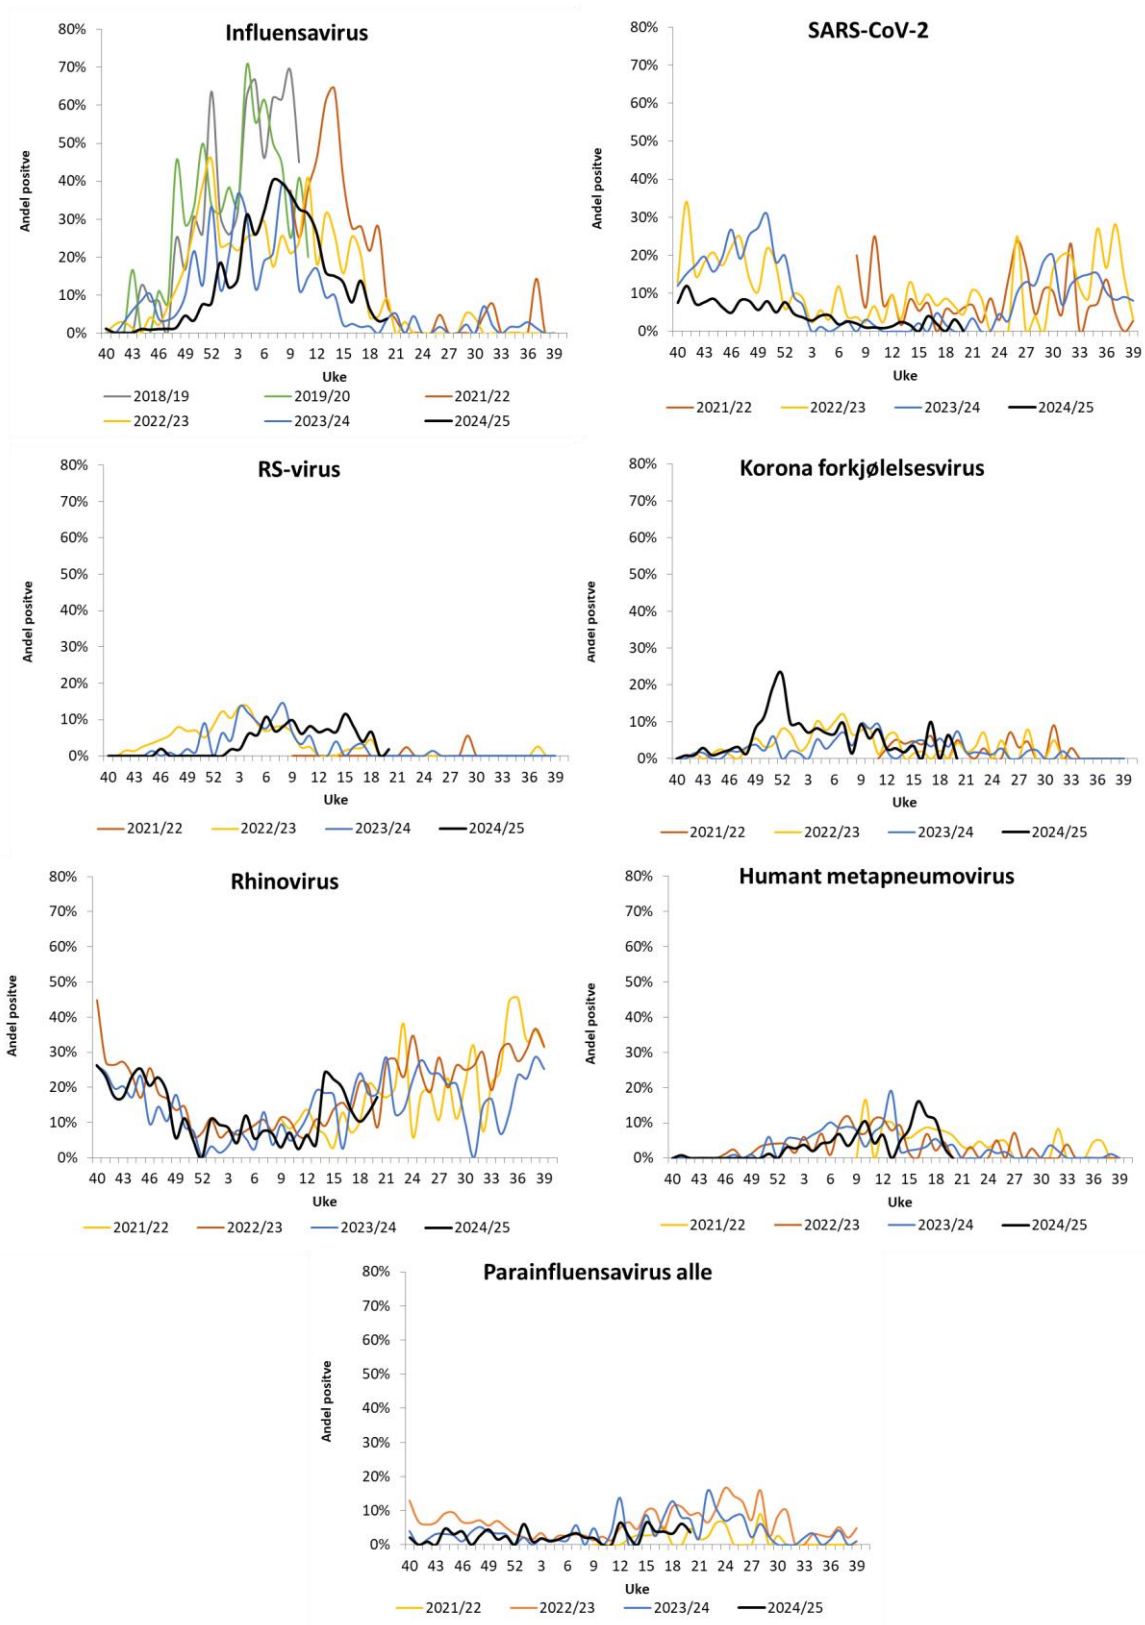 Influensavirus
80%
70%
60%
50%
40%
30%
20%
10%
0%
Andel positve
40 43 46 49 52 3 6 9 12 15 18 21 24 27 30 33 36 39
Uke
2018/19 2019/20 2021/22
2022/23 2023/24 2024/25
SARS-CoV-2
80%
70%
60%
50%
40%
30%
20%
10%
0%
Andel positve
40 43 46 49 52 3 6 9 12 15 18 21 24 27 30 33 36 39
Uke
2021/22 2022/23 2023/24 2024/25
RS-virus
80%
70%
60%
50%
40%
30%
20%
10%
0%
Andel positve
40 43 46 49 52 3 6 9 12 15 18 21 24 27 30 33 36 39
Uke
2021/22 2022/23 2023/24 2024/25
Korona forkjølelsesvirus
80%
70%
60%
50%
40%
30%
20%
10%
0%
Andel positve
40 43 46 49 52 3 6 9 12 15 18 21 24 27 30 33 36 39
Uke
2021/22 2022/23 2023/24 2024/25
Rhinovirus
80%
70%
60%
50%
40%
30%
20%
10%
0%
Andel positve
40 43 46 49 52 3 6 9 12 15 18 21 24 27 30 33 36 39
Uke
2021/22 2022/23 2023/24 2024/25
Humant metapneumovirus
80%
70%
60%
50%
40%
30%
20%
10%
0%
Andel positve
40 43 46 49 52 3 6 9 12 15 18 21 24 27 30 33 36 39
Uke
2021/22 2022/23 2023/24 2024/25
Parainfluensavirus alle
80%
70%
60%
50%
40%
30%
20%
10%
0%
Andel positve
40 43 46 49 52 3 6 9 12 15 18 21 24 27 30 33 36 39
Uke
2021/22 2022/23 2023/24 2024/25